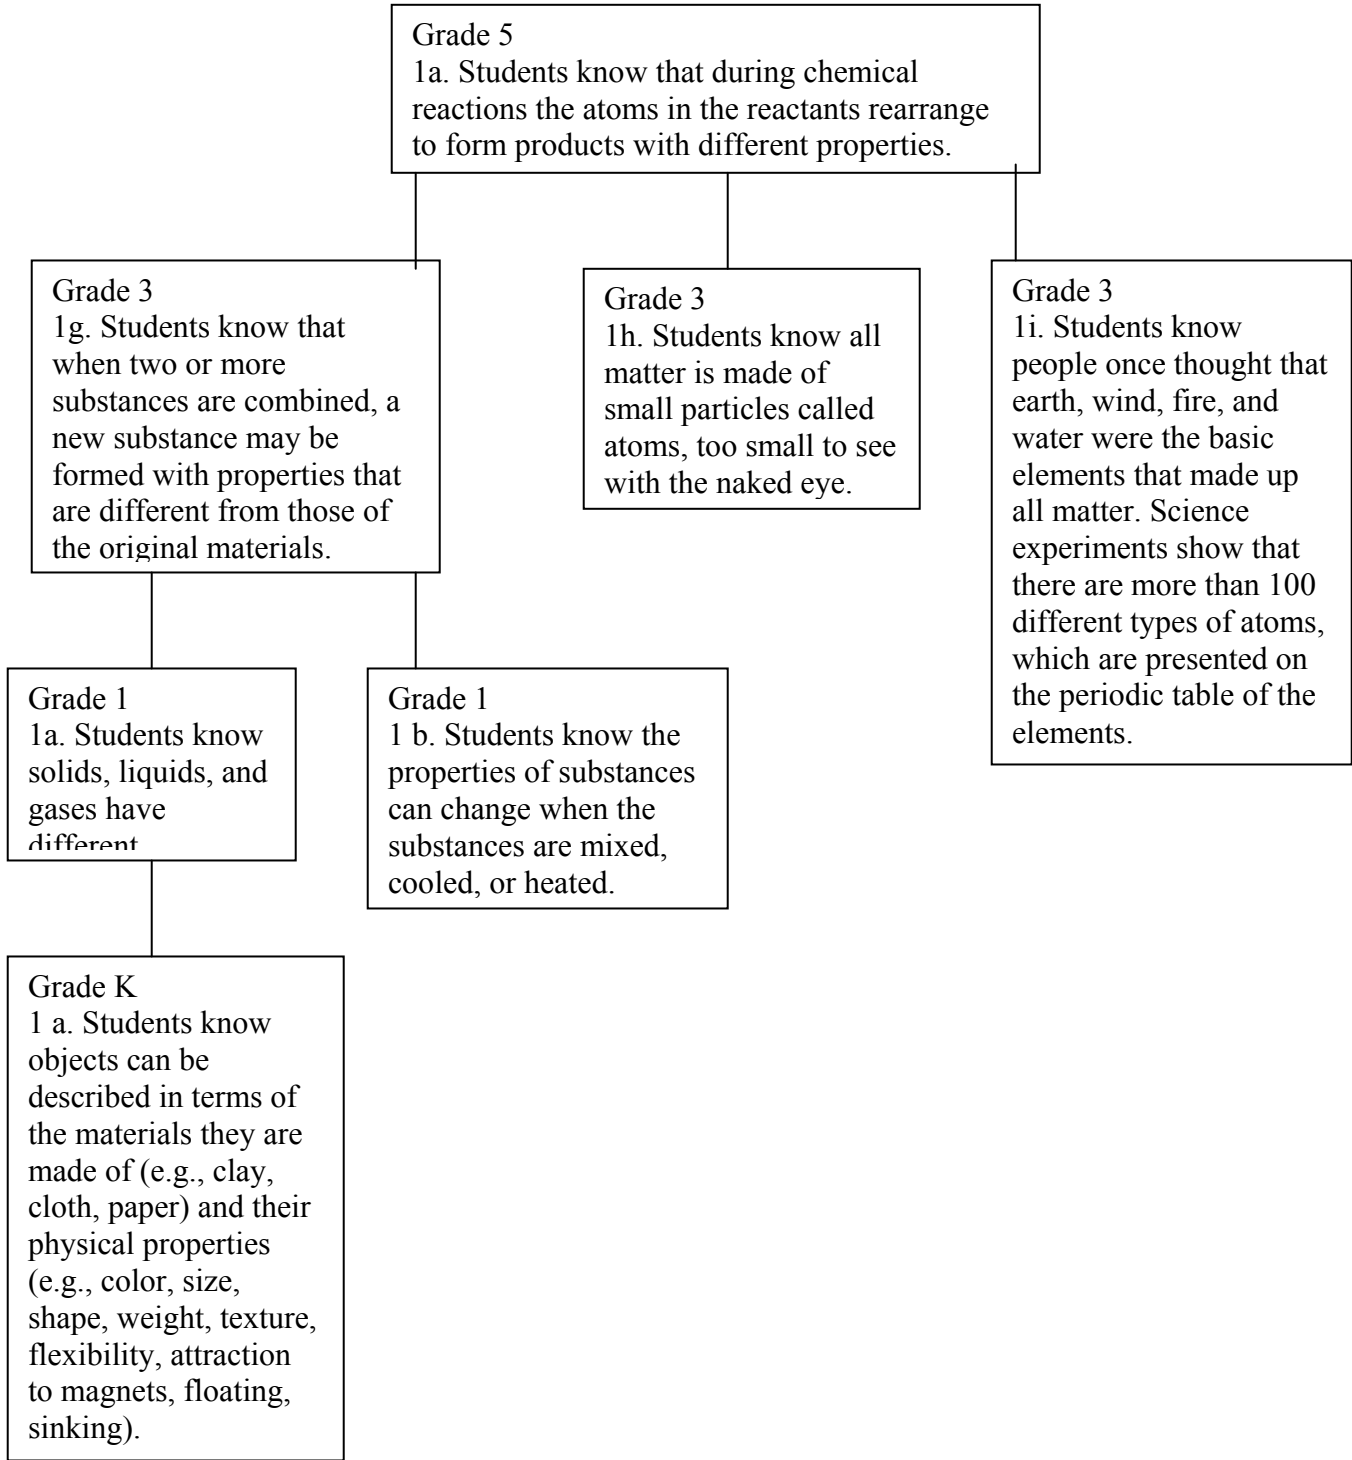 Grade 5
1a. Students know that during chemical
reactions the atoms in the reactants rearrange
to form products with different properties.
Grade 3
1g. Students know that
when two or more
substances are combined, a
new substance may be
formed with properties that
are different from those of
the original materials.
Grade 3
1h. Students know all
matter is made of
small particles called
atoms, too small to see
with the naked eye.
Grade 3
1i. Students know
people once thought that
earth, wind, fire, and
water were the basic
elements that made up
all matter. Science
experiments show that
there are more than 100
different types of atoms,
which are presented on
the periodic table of the
elements.
Grade 1
1a. Students know
solids, liquids, and
gases have
different
Grade 1
1 b. Students know the
properties of substances
can change when the
substances are mixed,
cooled, or heated.
Grade K
1 a. Students know
objects can be
described in terms of
the materials they are
made of (e.g., clay,
cloth, paper) and their
physical properties
(e.g., color, size,
shape, weight, texture,
flexibility, attraction
to magnets, floating,
sinking).